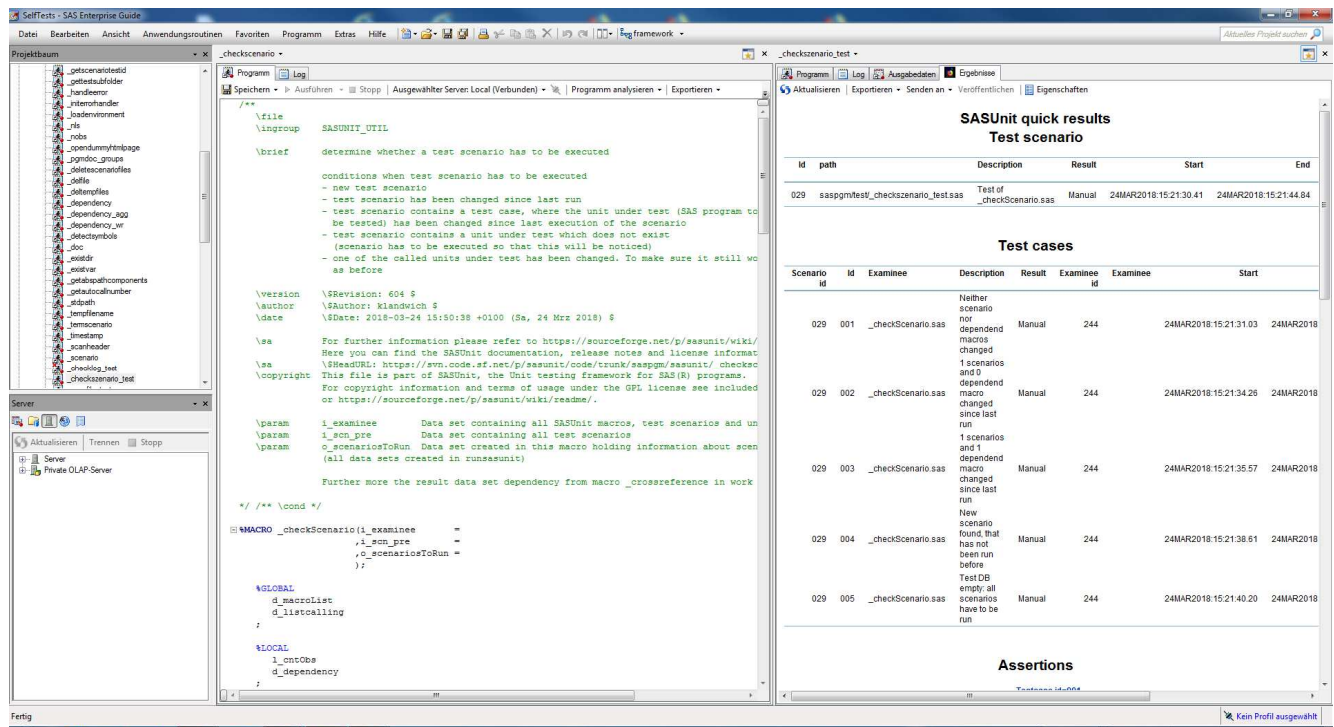 SelfTests - SAS Enterprise Guide
Datei Bearbeiten Ansicht Anwendungsroutinen Favoriten Programm Extras Hilfe framework
Aktuelles Projekt suchen
Projektbaum
_getscenariotestid
_gettestsubfolder
_handleerror
_initerrorhandler
_loadenvironment
_nls
_nobs
_opendummyhtmlpage
_pgmdoc_groups
_deletescenariofiles
_delfile
_deltempfiles
_dependency
_dependency_agg
_dependency_wr
_detectsymbols
_doc
_existdir
_existvar
_getabspathcomponents
_getautocallnumber
_stdpath
_tempfilename
_termscenario
_timestamp
_scanheader
_scenario
_checklog_test
_checkszenario_test
Server
Aktualisieren Trennen Stopp
Server
Private OLAP-Server
_checkscenario
Programm Log
Speichern Ausführen Stopp Ausgewählter Server: Local (Verbunden) Programm analysieren Exportieren
/**
\file
\ingroup SASUNIT_UTIL
\brief determine whether a test scenario has to be executed
conditions when test scenario has to be executed
- new test scenario
- test scenario has been changed since last run
- test scenario contains a test case, where the unit under test (SAS program to
be tested) has been changed since last execution of the scenario
- test scenario contains a unit under test which does not exist
(scenario has to be executed so that this will be noticed)
- one of the called units under test has been changed. To make sure it still wo
as before
\version \$Revision: 604 $
\author \$Author: klandwich $
\date \$Date: 2018-03-24 15:50:38 +0100 (Sa, 24 Mrz 2018) $
\sa For further information please refer to https://sourceforge.net/p/sasunit/wiki/
Here you can find the SASUnit documentation, release notes and license informat
\sa \$HeadURL: https://svn.code.sf.net/p/sasunit/code/trunk/saspgm/sasunit/_checksc
\copyright This file is part of SASUnit, the Unit testing framework for SAS(R) programs.
For copyright information and terms of usage under the GPL license see included
or https://sourceforge.net/p/sasunit/wiki/readme/.
\param i_examinee Data set containing all SASUnit macros, test scenarios and un
\param i_scn_pre Data set containing all test scenarios
\param o_scenariosToRun Data set created in this macro holding information about scen
(all data sets created in runsasunit)
Further more the result data set dependency from macro _crossreference in work
*/ /** \cond */
%MACRO _checkScenario(i_examinee =
,i_scn_pre =
,o_scenariosToRun =
);
%GLOBAL
d_macroList
d_listcalling
;
%LOCAL
l_cntObs
d_dependency
;
_checkszenario_test
Programm Log Ausgabedaten Ergebnisse
Aktualisieren Exportieren Senden an Veröffentlichen Eigenschaften
SASUnit quick results
Test scenario
Id path Description Result Start End
029 saspgm/test/_checkszenario_test.sas Test of _checkScenario.sas Manual 24MAR2018:15:21:30.41 24MAR2018:15:21:44.84
Test cases
Scenario id Id Examinee Description Result Examinee id Examinee Start
029 001 _checkScenario.sas Neither scenario nor dependend macros changed Manual 244 24MAR2018:15:21:31.03 24MAR2018
029 002 _checkScenario.sas 1 scenarios and 0 dependend macro changed since last run Manual 244 24MAR2018:15:21:34.26 24MAR2018
029 003 _checkScenario.sas 1 scenarios and 1 dependend macro changed since last run Manual 244 24MAR2018:15:21:35.57 24MAR2018
029 004 _checkScenario.sas New scenario found, that has not been run before Manual 244 24MAR2018:15:21:38.61 24MAR2018
029 005 _checkScenario.sas Test DB empty: all scenarios have to be run Manual 244 24MAR2018:15:21:40.20 24MAR2018
Assertions
Fertig
Kein Profil ausgewählt